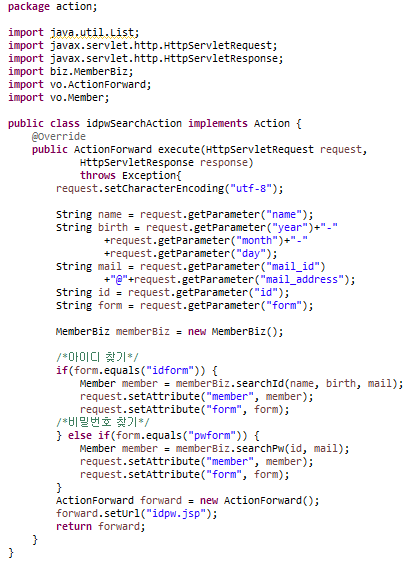 package action;

import java.util.List;
import javax.servlet.http.HttpServletRequest;
import javax.servlet.http.HttpServletResponse;
import biz.MemberBiz;
import vo.ActionForward;
import vo.Member;

public class idpwSearchAction implements Action {
    @Override
    public ActionForward execute(HttpServletRequest request,
            HttpServletResponse response)
            throws Exception{
        request.setCharacterEncoding("utf-8");

        String name = request.getParameter("name");
        String birth = request.getParameter("year")+"-"
                +request.getParameter("month")+"-"
                +request.getParameter("day");
        String mail = request.getParameter("mail_id")
                +"@"+request.getParameter("mail_address");
        String id = request.getParameter("id");
        String form = request.getParameter("form");

        MemberBiz memberBiz = new MemberBiz();

        /*아이디 찾기*/
        if(form.equals("idform")) {
            Member member = memberBiz.searchId(name, birth, mail);
            request.setAttribute("member", member);
            request.setAttribute("form", form);
        /*비밀번호 찾기*/
        } else if(form.equals("pwform")) {
            Member member = memberBiz.searchPw(id, mail);
            request.setAttribute("member", member);
            request.setAttribute("form", form);
        }
        ActionForward forward = new ActionForward();
        forward.setUrl("idpw.jsp");
        return forward;
    }
}